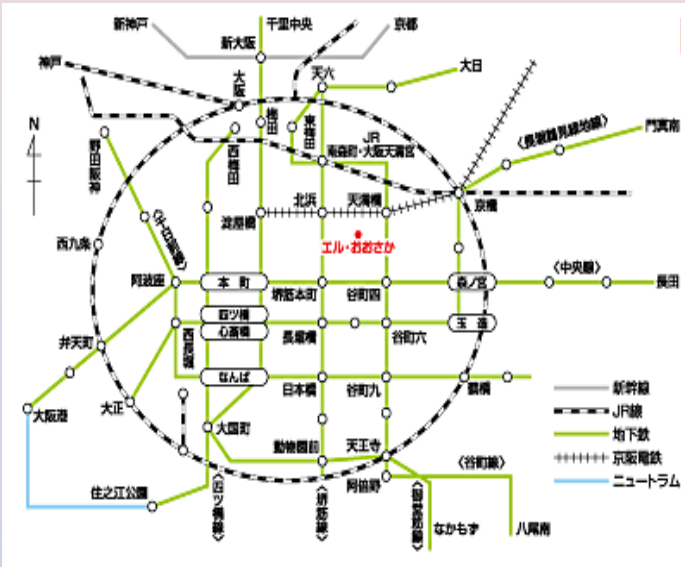 新神戸
千里中央
京都
新大阪
神戸
大阪
天六
大日
梅田
東梅田
JR
南森町・大阪天満宮
〈長堀鶴見緑地線〉
門真南
N
野田阪神
西梅田
京橋
淀屋橋
北浜
天満橋
エル・おおさか
西九条
〈千日前線〉
阿波座
本町
堺筋本町
谷町四
森ノ宮
〈中央線〉
長田
四ツ橋
心斎橋
西長堀
長堀橋
谷町六
玉造
弁天町
なんば
日本橋
谷町九
鶴橋
大阪港
大正
大国町
動物園前
天王寺
阿倍野
〈谷町線〉
住之江公園
〈四ツ橋線〉
〈堺筋線〉
〈御堂筋線〉
なかもず
八尾南
新幹線
JR線
地下鉄
京阪電鉄
ニュートラム